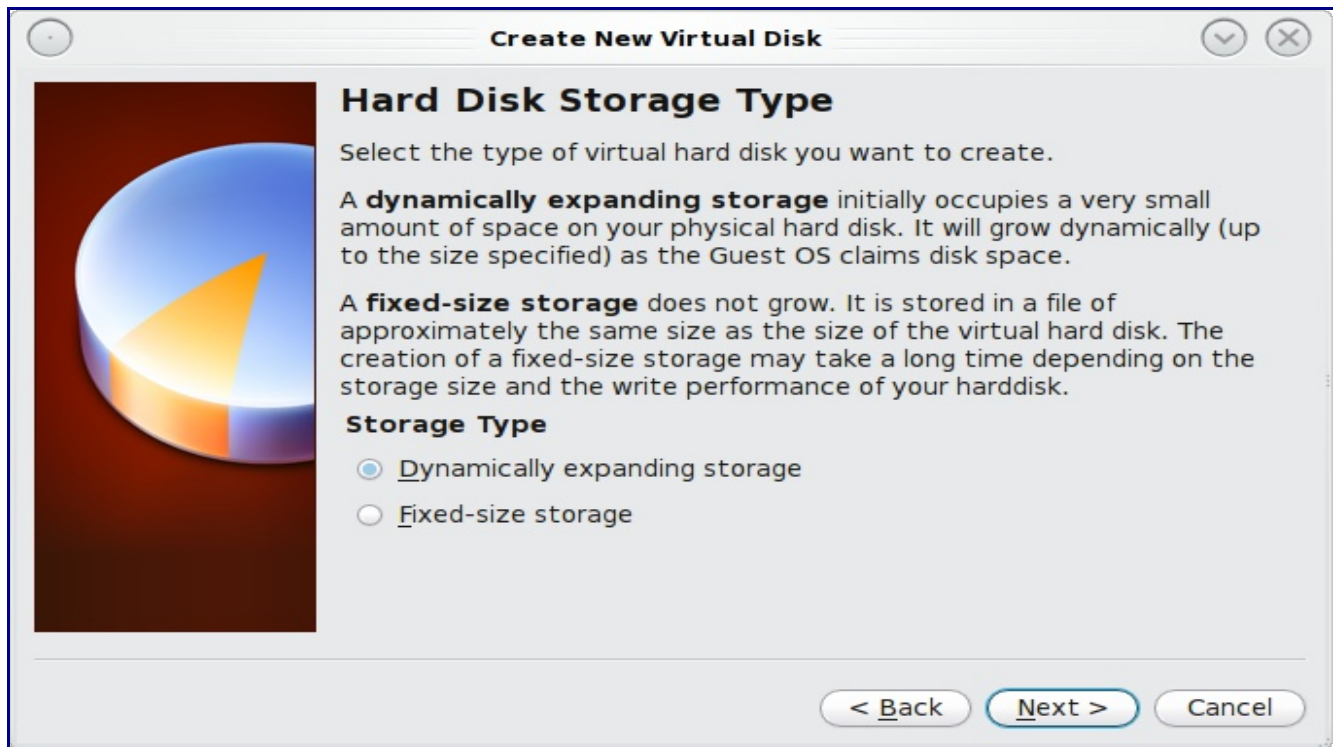 Create New Virtual Disk
Hard Disk Storage Type
Select the type of virtual hard disk you want to create.
A dynamically expanding storage initially occupies a very small
amount of space on your physical hard disk. It will grow dynamically (up
to the size specified) as the Guest OS claims disk space.
A fixed-size storage does not grow. It is stored in a file of
approximately the same size as the size of the virtual hard disk. The
creation of a fixed-size storage may take a long time depending on the
storage size and the write performance of your harddisk.
Storage Type
Dynamically expanding storage
Fixed-size storage
< Back Next > Cancel